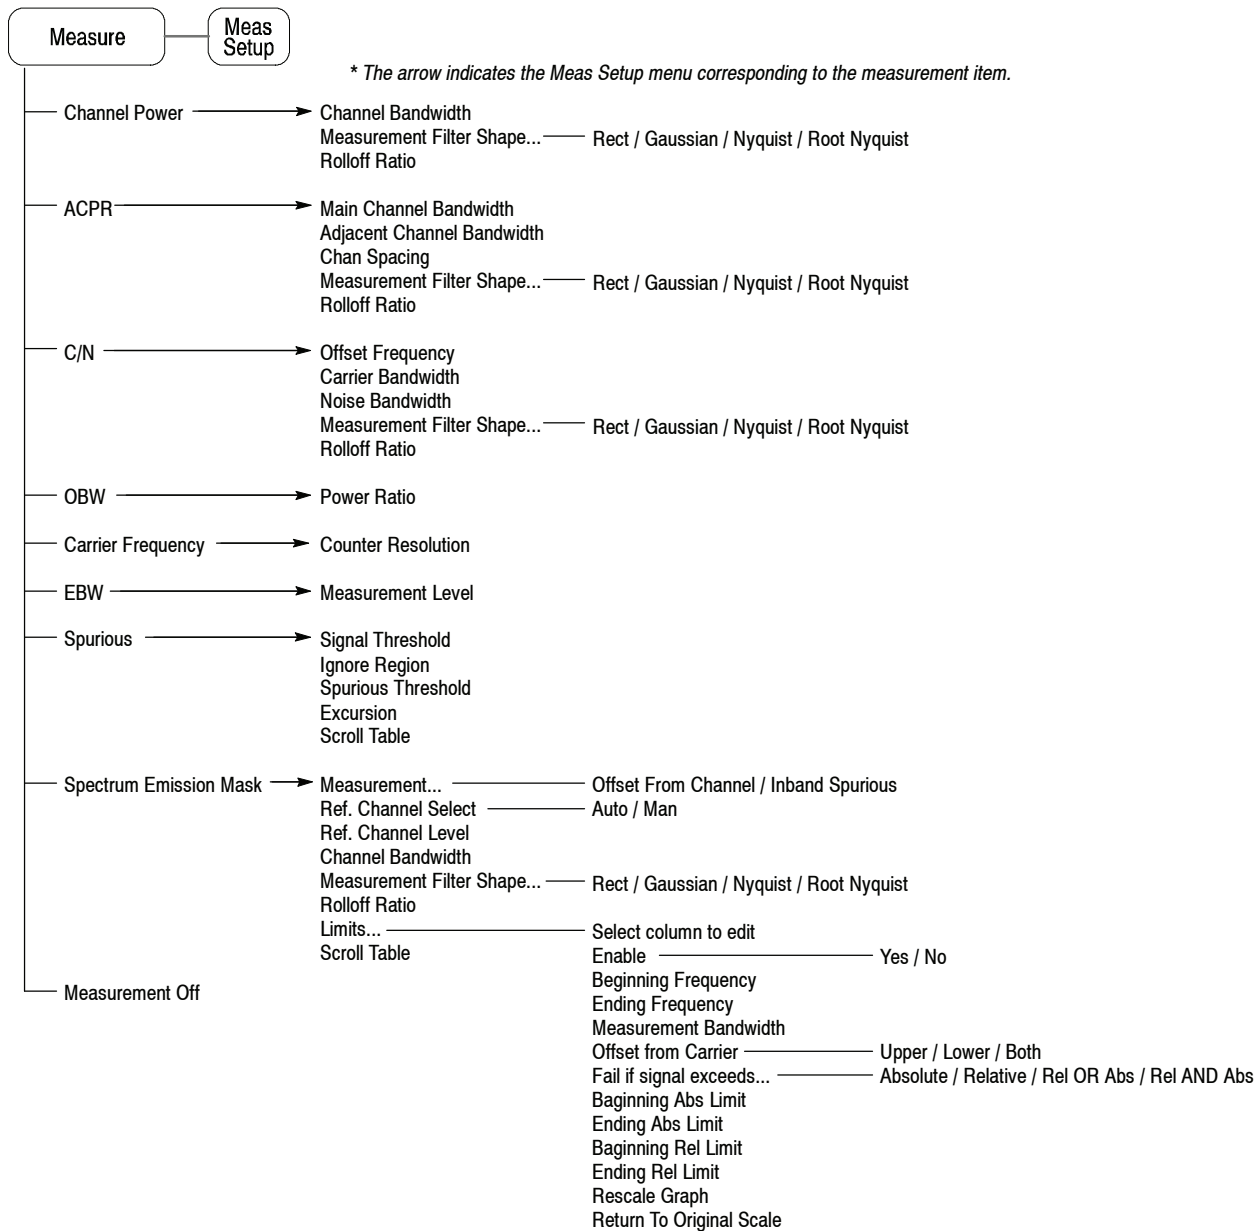 Measure
Meas
Setup
* The arrow indicates the Meas Setup menu corresponding to the measurement item.
Channel Power
Channel Bandwidth
Measurement Filter Shape... Rect / Gaussian / Nyquist / Root Nyquist
Rolloff Ratio
ACPR
Main Channel Bandwidth
Adjacent Channel Bandwidth
Chan Spacing
Measurement Filter Shape... Rect / Gaussian / Nyquist / Root Nyquist
Rolloff Ratio
C/N
Offset Frequency
Carrier Bandwidth
Noise Bandwidth
Measurement Filter Shape... Rect / Gaussian / Nyquist / Root Nyquist
Rolloff Ratio
OBW
Power Ratio
Carrier Frequency
Counter Resolution
EBW
Measurement Level
Spurious
Signal Threshold
Ignore Region
Spurious Threshold
Excursion
Scroll Table
Spectrum Emission Mask
Measurement... Offset From Channel / Inband Spurious
Ref. Channel Select Auto / Man
Ref. Channel Level
Channel Bandwidth
Measurement Filter Shape... Rect / Gaussian / Nyquist / Root Nyquist
Rolloff Ratio
Limits... Select column to edit
Scroll Table
Enable Yes / No
Beginning Frequency
Ending Frequency
Measurement Bandwidth
Offset from Carrier Upper / Lower / Both
Fail if signal exceeds... Absolute / Relative / Rel OR Abs / Rel AND Abs
Baginning Abs Limit
Ending Abs Limit
Baginning Rel Limit
Ending Rel Limit
Rescale Graph
Return To Original Scale
Measurement Off